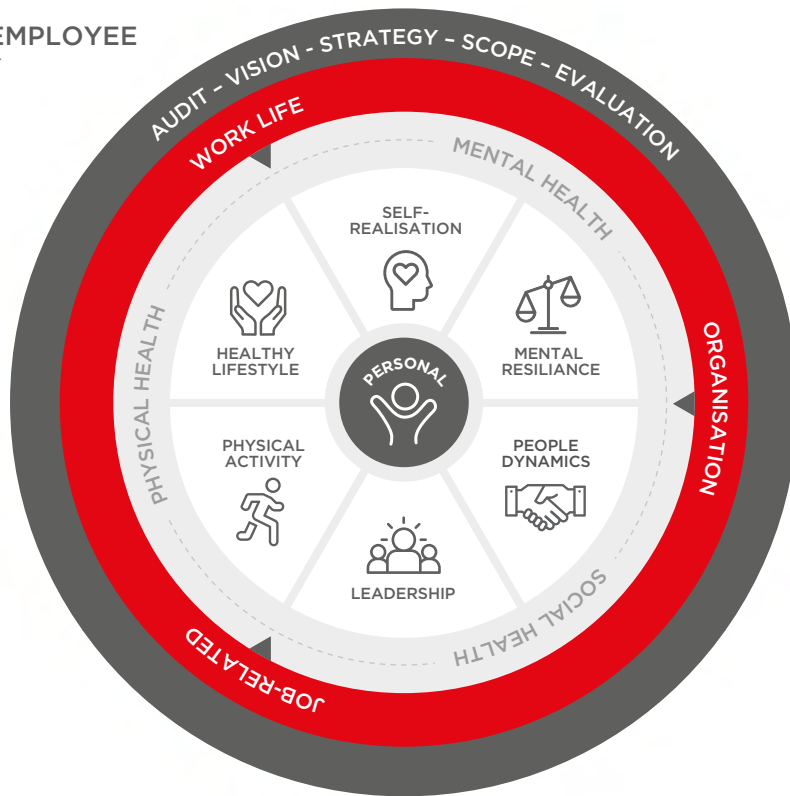 EMPLOYEE
AUDIT – VISION - STRATEGY – SCOPE – EVALUATION
WORK LIFE
MENTAL HEALTH
SELF-
REALISATION
HEALTHY
LIFESTYLE
MENTAL
RESILIANCE
PERSONAL
PHYSICAL HEALTH
ORGANISATION
PHYSICAL
ACTIVITY
PEOPLE
DYNAMICS
LEADERSHIP
SOCIAL HEALTH
JOB-RELATED